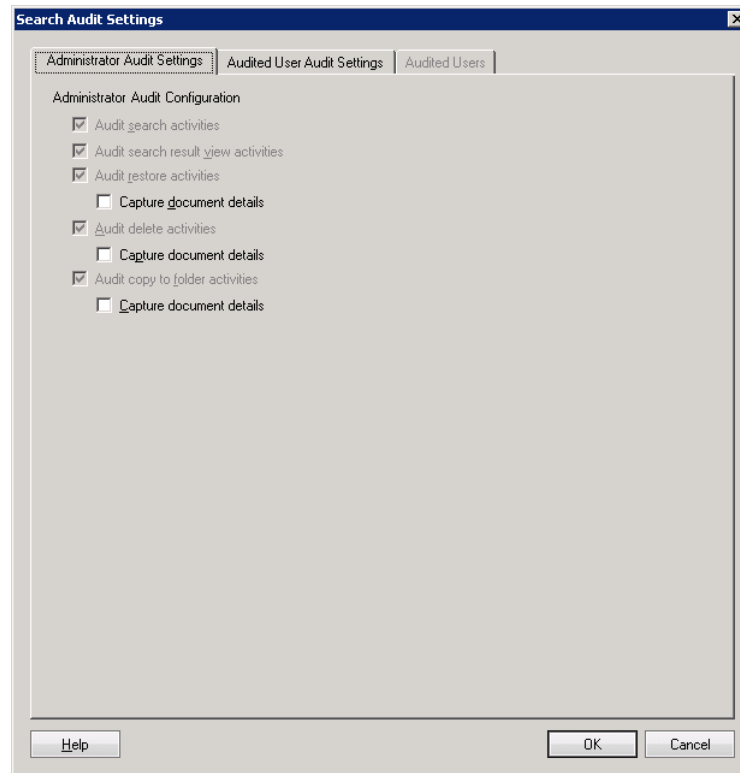 Search Audit Settings
Administrator Audit Settings Audited User Audit Settings Audited Users
Administrator Audit Configuration
Audit search activities
Audit search result view activities
Audit restore activities
Capture document details
Audit delete activities
Capture document details
Audit copy to folder activities
Capture document details
Help OK Cancel